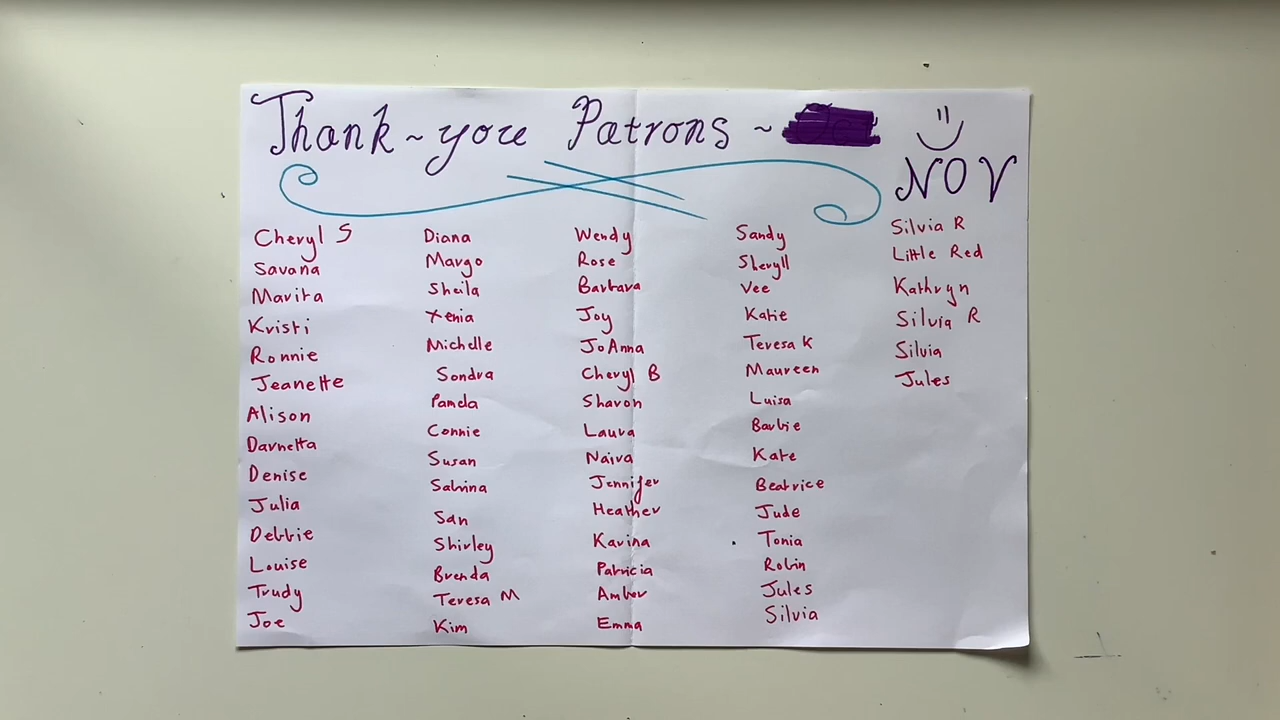 Thank~you Patrons ~
NOV
Cheryl S
Savana
Marita
Kristi
Ronnie
Jeanette
Alison
Darnetta
Denise
Julia
Debbie
Louise
Trudy
Joe
Diana
Margo
Sheila
Xenia
Michelle
Sondra
Pamela
Connie
Susan
Sabrina
San
Shirley
Brenda
Teresa M
Kim
Wendy
Rose
Barbara
Joy
JoAnna
Cheryl B
Sharon
Laura
Naira
Jennifer
Heather
Karina
Patricia
Amber
Emma
Sandy
Sheryll
Vee
Katie
Teresa K
Maureen
Luisa
Barbie
Kate
Beatrice
Jude
Tonia
Robin
Jules
Silvia
Silvia R
Little Red
Kathryn
Silvia R
Silvia
Jules